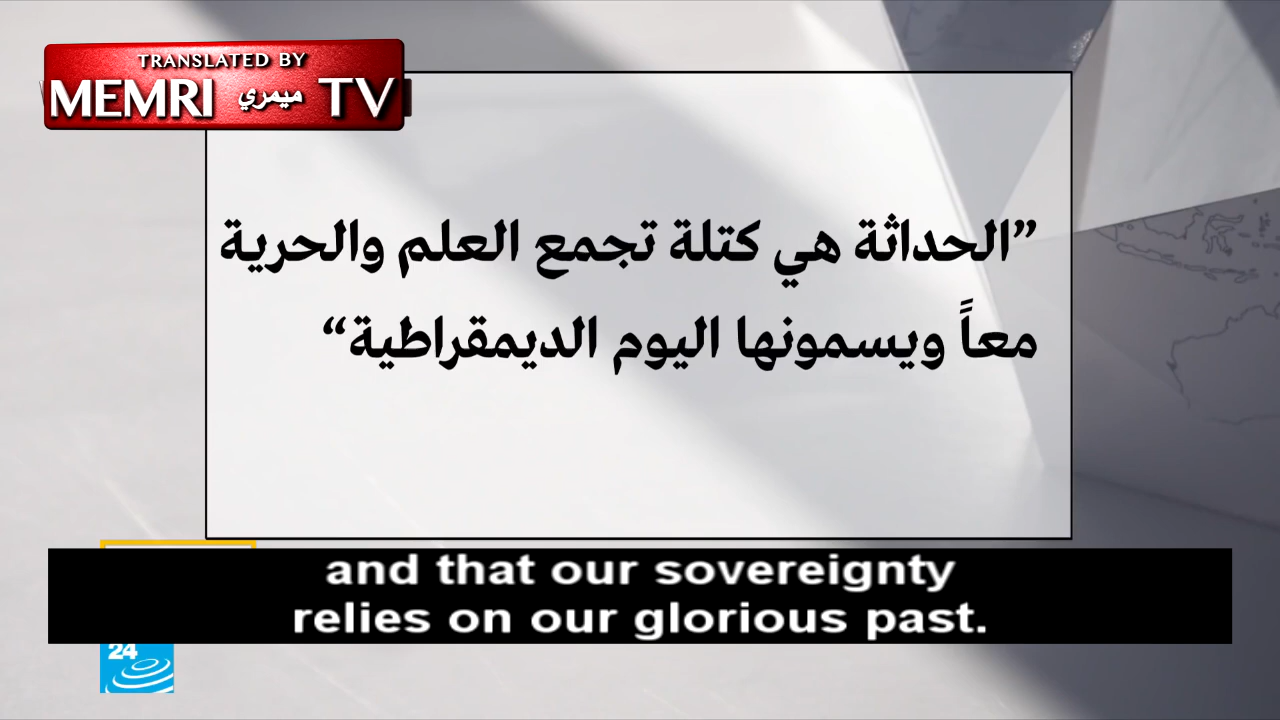 TRANSLATED BY
MEMRI ميمري TV
”الحداثة هي كتلة تجمع العلم والحرية
معاً ويسمونها اليوم الديمقراطية“
and that our sovereignty
relies on our glorious past.
24